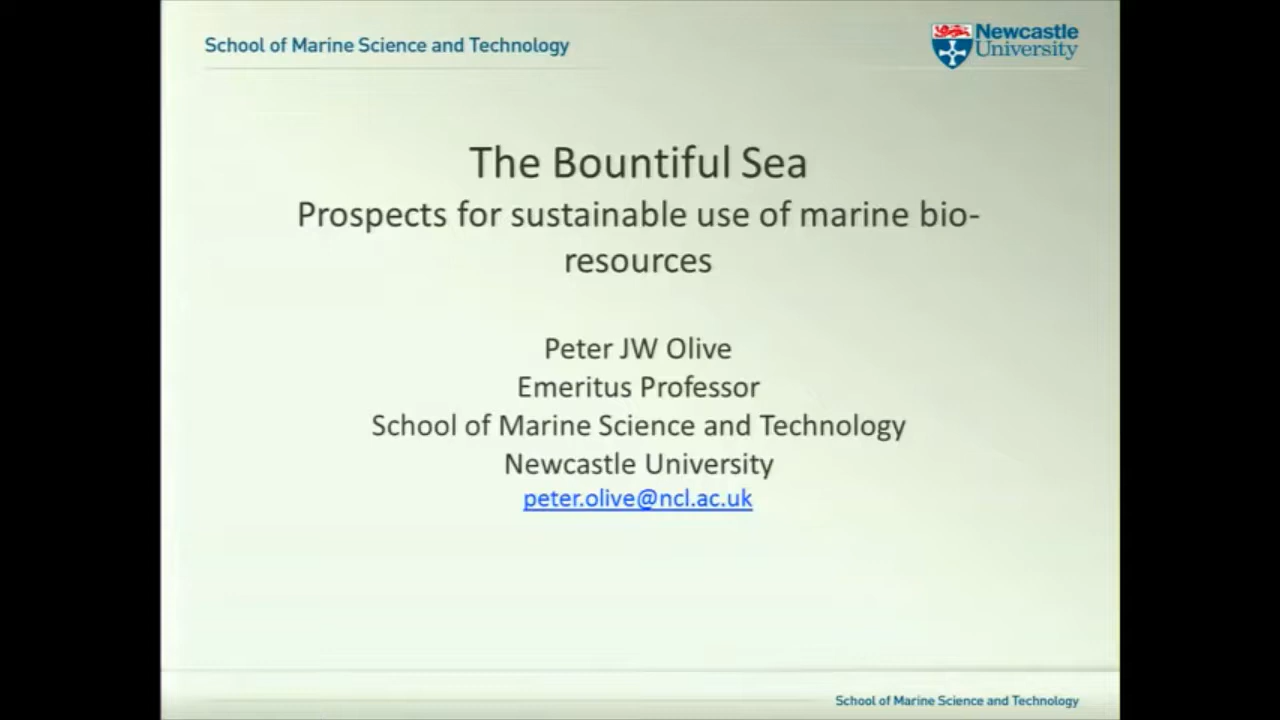 School of Marine Science and Technology
Newcastle
University
The Bountiful Sea
Prospects for sustainable use of marine bio-
resources
Peter JW Olive
Emeritus Professor
School of Marine Science and Technology
Newcastle University
peter.olive@ncl.ac.uk
School of Marine Science and Technology